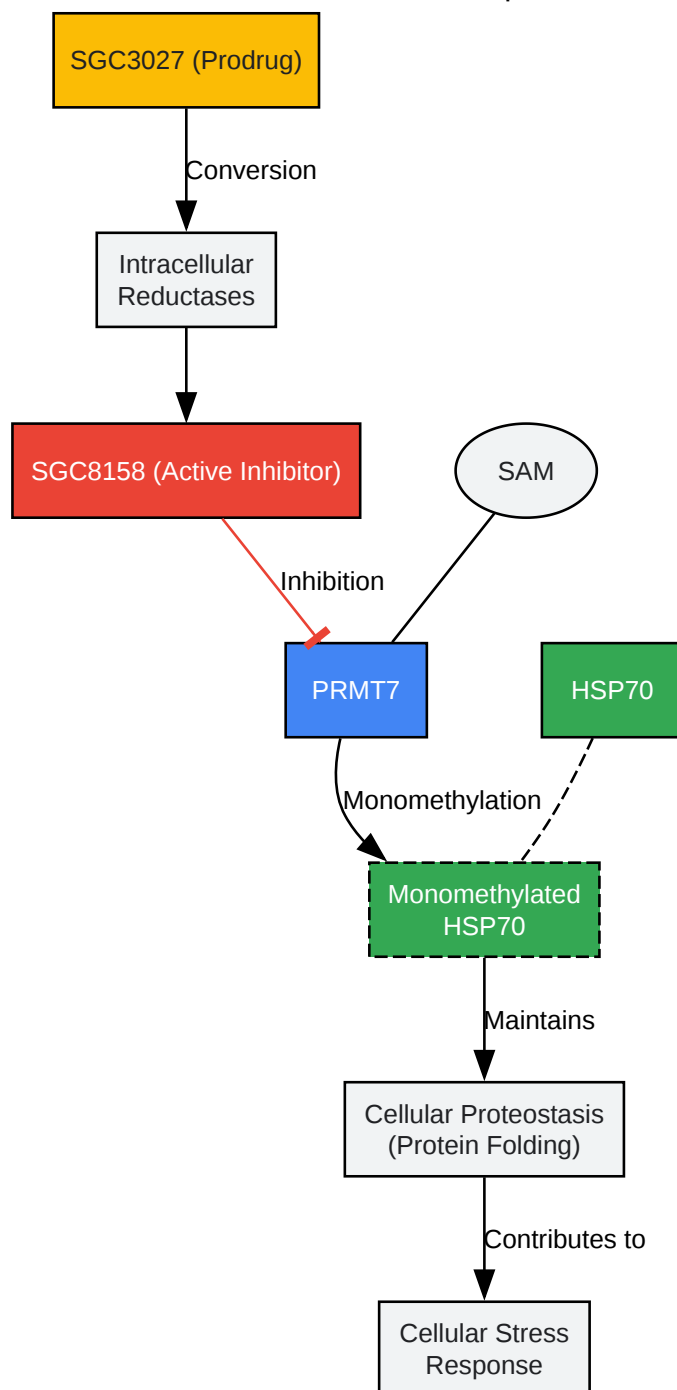 SGC3027 (Prodrug)
Conversion
Intracellular
Reductases
SGC8158 (Active Inhibitor)
SAM
Inhibition
PRMT7
HSP70
Monomethylation
Monomethylated
HSP70
Maintains
Cellular Proteostasis
(Protein Folding)
Contributes to
Cellular Stress
Response